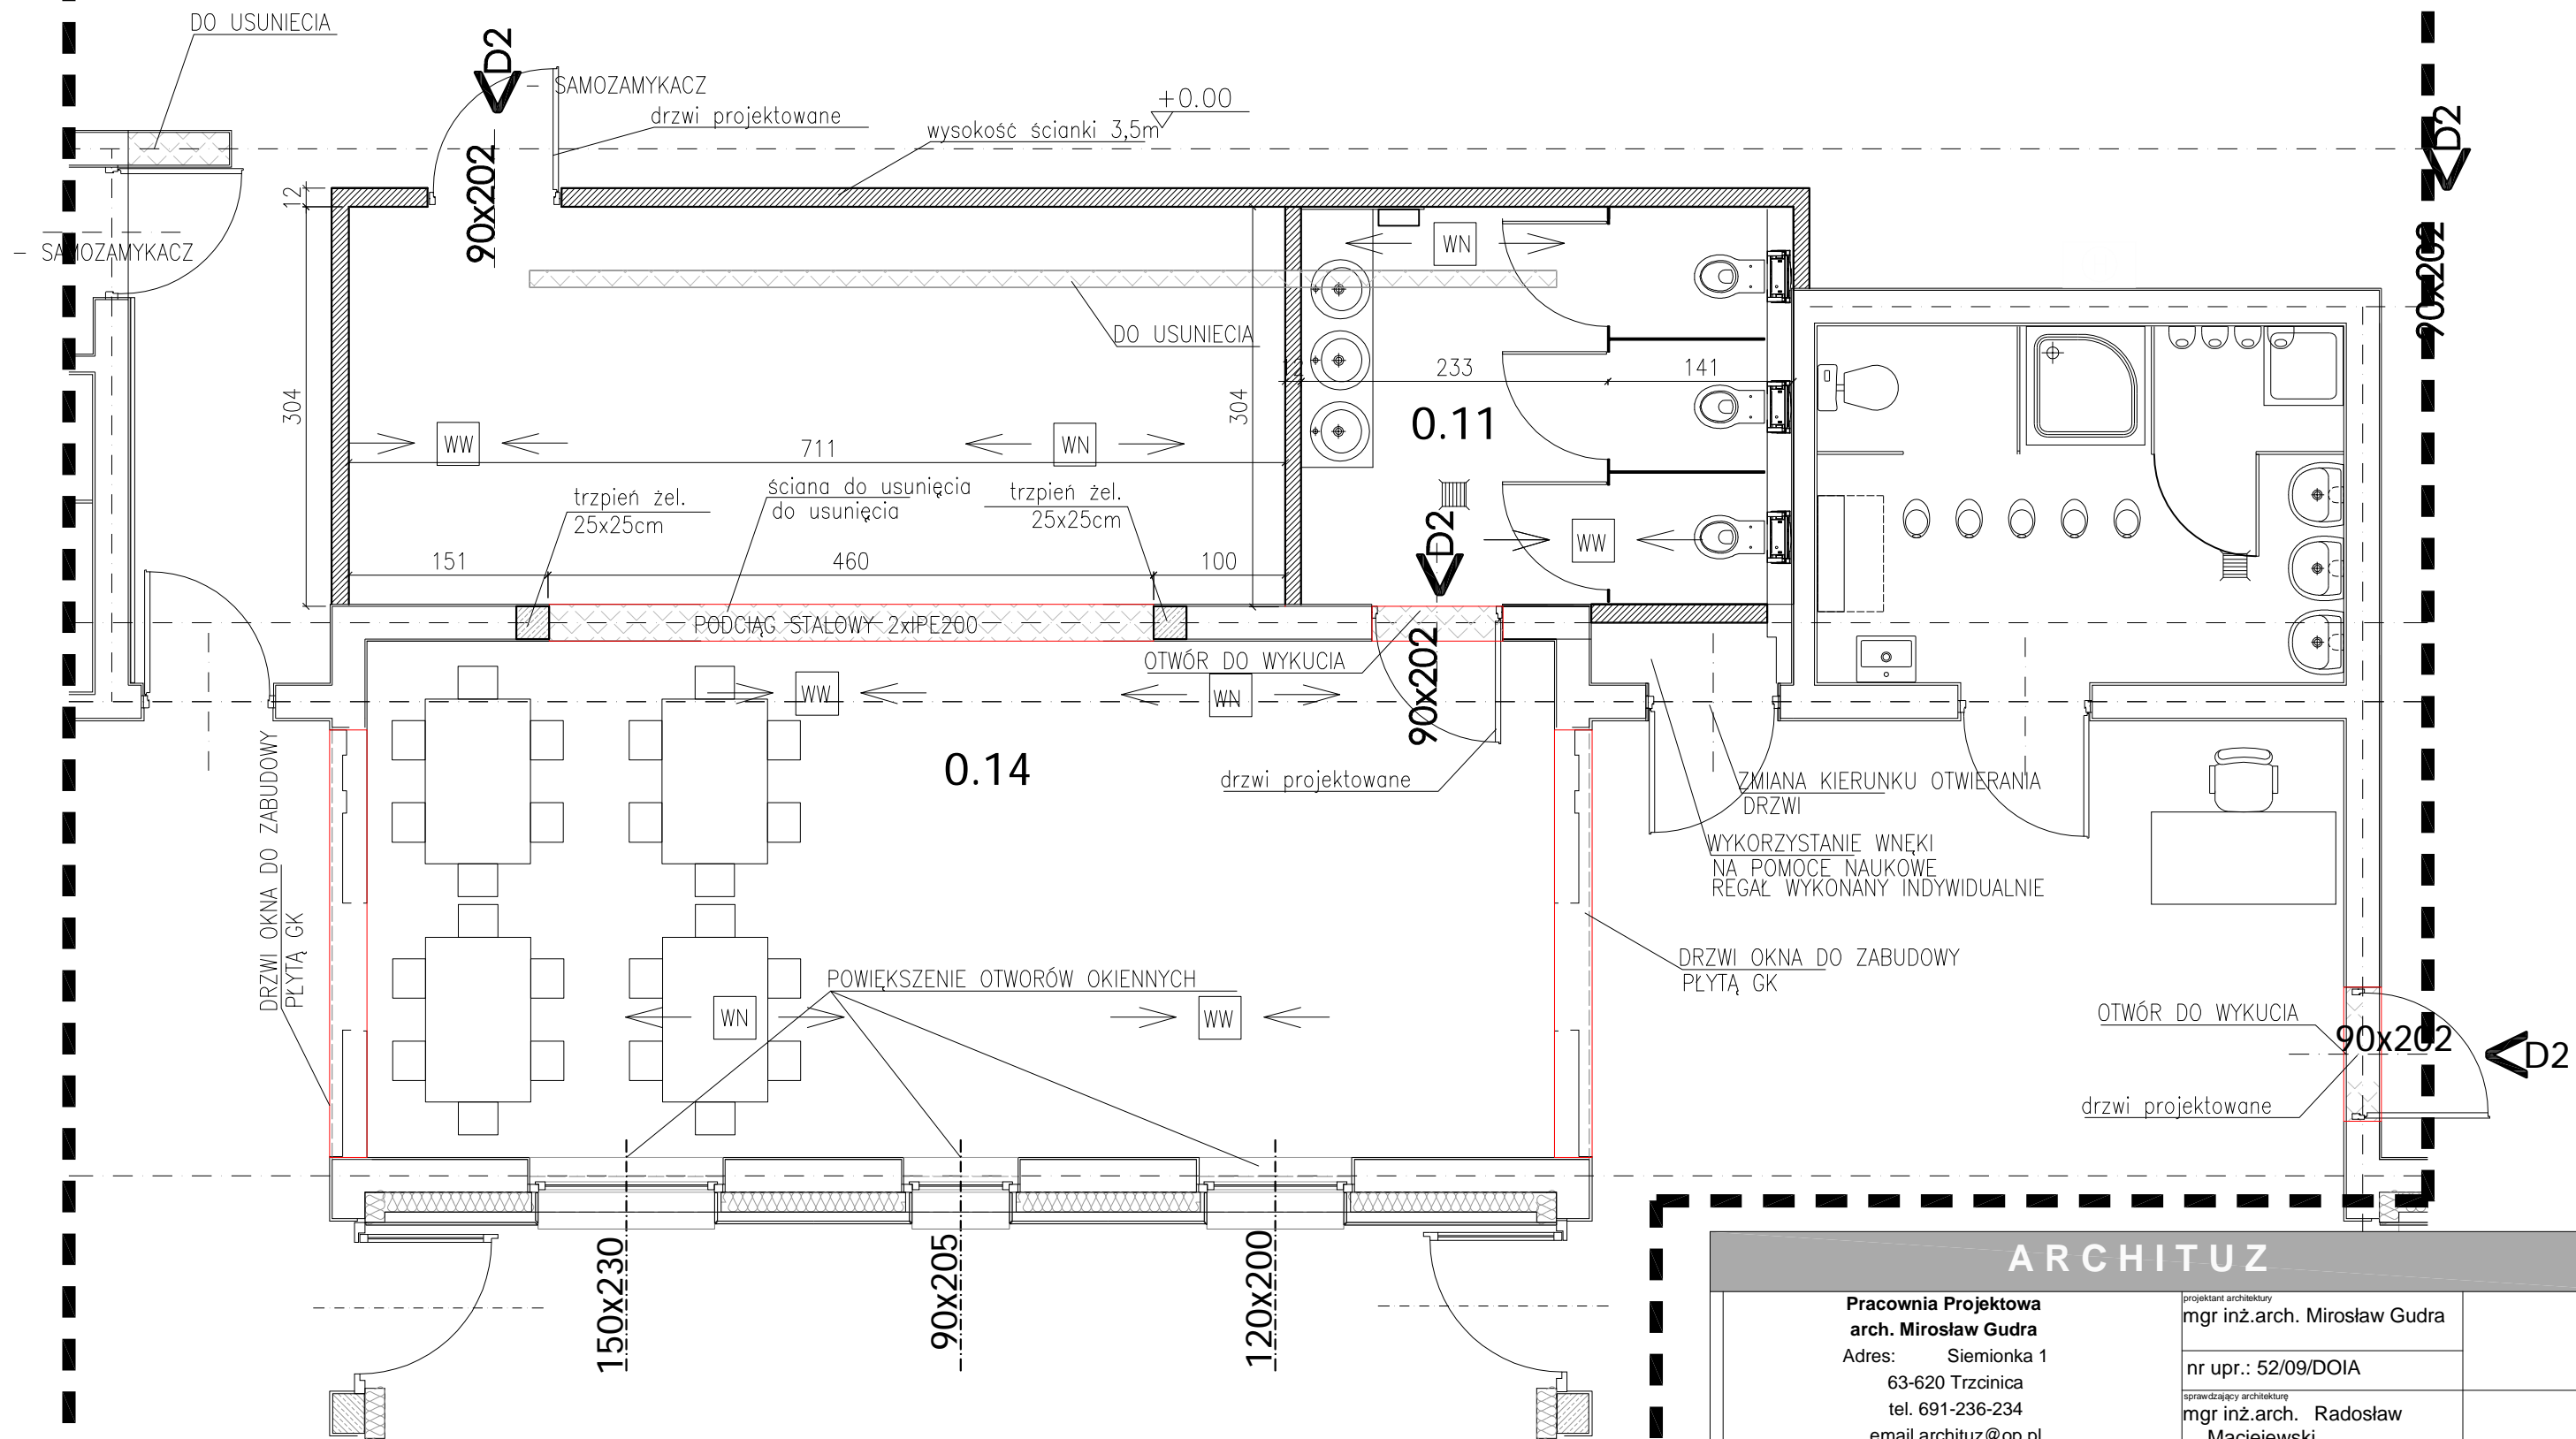 DO USUNIECIA
D2
– SAMOZAMYKACZ
drzwi projektowane
+0.00
wysokość ścianki 3,5m
90x202
D2
90x202
12
– SAMOZAMYKACZ
WN
DO USUNIECIA
304
304
233
141
0.11
WW
WN
711
trzpień żel.
25x25cm
ściana do usunięcia
do usunięcia
trzpień żel.
25x25cm
D2
WW
151
460
100
PODCIĄG STALOWY 2xIPE200
OTWÓR DO WYKUCIA
90x202
WW
WN
0.14
drzwi projektowane
ZMIANA KIERUNKU OTWIERANIA
DRZWI
WYKORZYSTANIE WNĘKI
NA POMOCE NAUKOWE
REGAŁ WYKONANY INDYWIDUALNIE
DRZWI OKNA DO ZABUDOWY
PŁYTĄ GK
DRZWI OKNA DO ZABUDOWY
PŁYTĄ GK
POWIĘKSZENIE OTWORÓW OKIENNYCH
WN
WW
OTWÓR DO WYKUCIA
90x202
D2
drzwi projektowane
150x230
90x205
120x200
ARCHITUZ
Pracownia Projektowa
arch. Mirosław Gudra
Adres: Siemionka 1
63-620 Trzcinica
tel. 691-236-234
email.archituz@op.pl
projektant architektury
mgr inż.arch. Mirosław Gudra
nr upr.: 52/09/DOIA
sprawdzający architekturę
mgr inż.arch. Radosław
Maciejewski